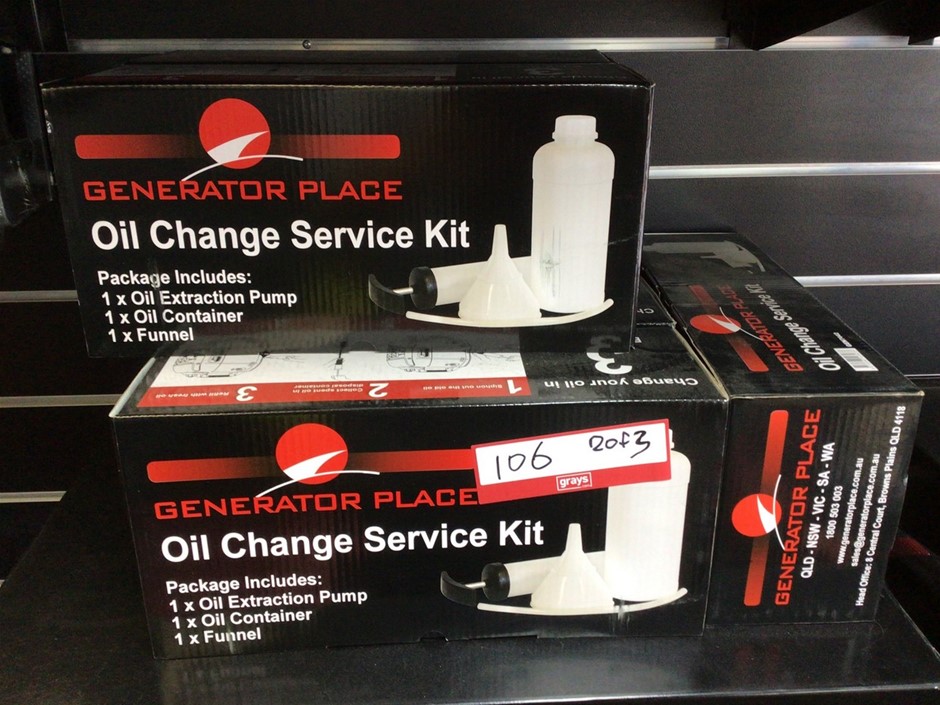 GENERATOR PLACE
Oil Change Service Kit
Package Includes:
1 x Oil Extraction Pump
1 x Oil Container
1 x Funnel
Change your oil in 3
1 Siphon out the old oil
2 Collect spent oil in
disposal container
3 Refill with fresh oil
106 2 of 3
grays
GENERATOR PLACE
Oil Change Service Kit
Package Includes:
1 x Oil Extraction Pump
1 x Oil Container
1 x Funnel
GENERATOR PLACE
Oil Change Service Kit
GENERATOR PLACE
QLD - NSW - VIC - SA - WA
1800 503 003
www.generatorplace.com.au
sales@generatorplace.com.au
Head Office: 8 Central Court, Browns Plains QLD 4118